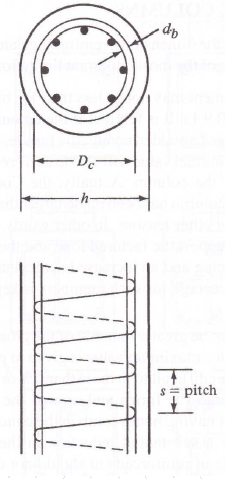 d_b
D_c
h
s = pitch